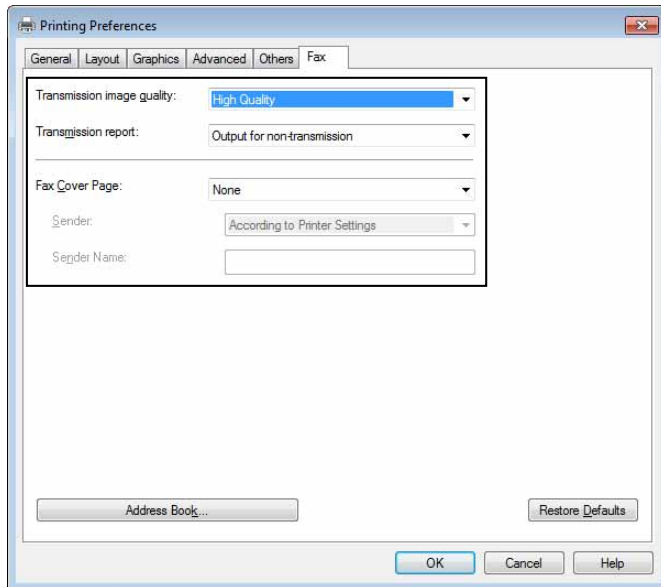 Printing Preferences
General Layout Graphics Advanced Others Fax
Transmission image quality: High Quality
Transmission report: Output for non-transmission
Fax Cover Page: None
Sender: According to Printer Settings
Sender Name:
Address Book... Restore Defaults
OK Cancel Help